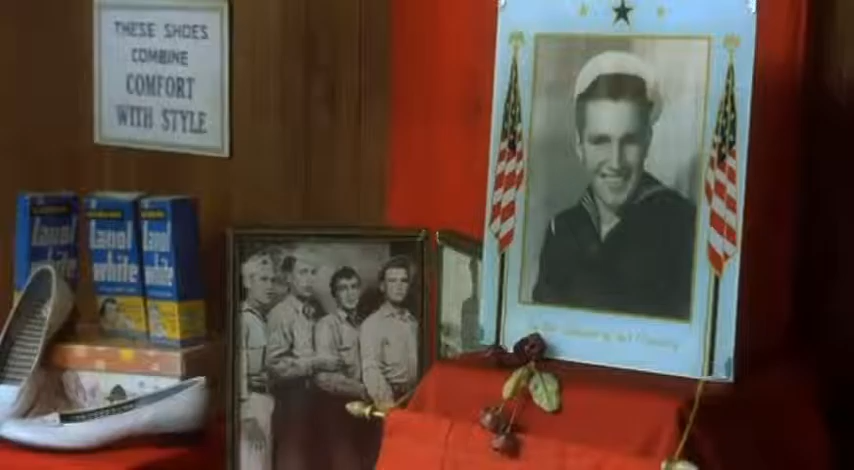 THESE SHOES
COMBINE
COMFORT
WITH STYLE
Lanol
white
Lanol
white
Lanol
white